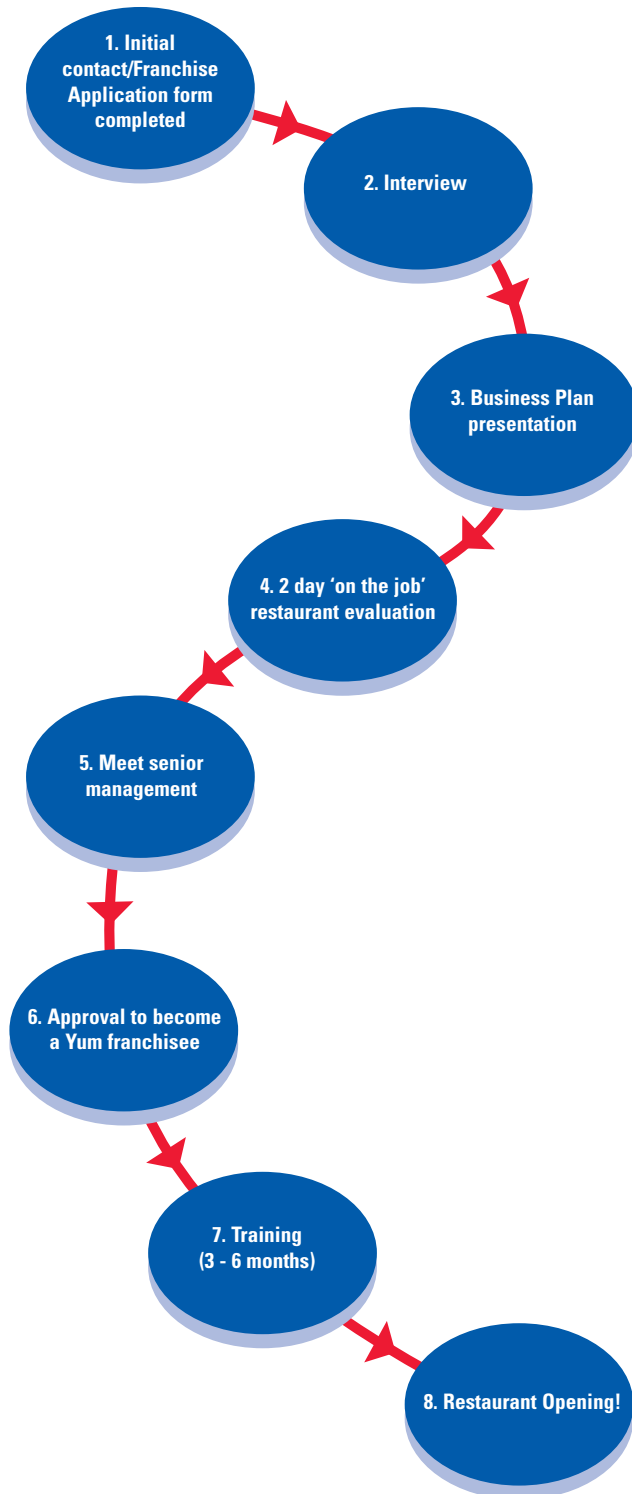 1. Initial
contact/Franchise
Application form
completed
2. Interview
3. Business Plan
presentation
4. 2 day ‘on the job’
restaurant evaluation
5. Meet senior
management
6. Approval to become
a Yum franchisee
7. Training
(3 - 6 months)
8. Restaurant Opening!